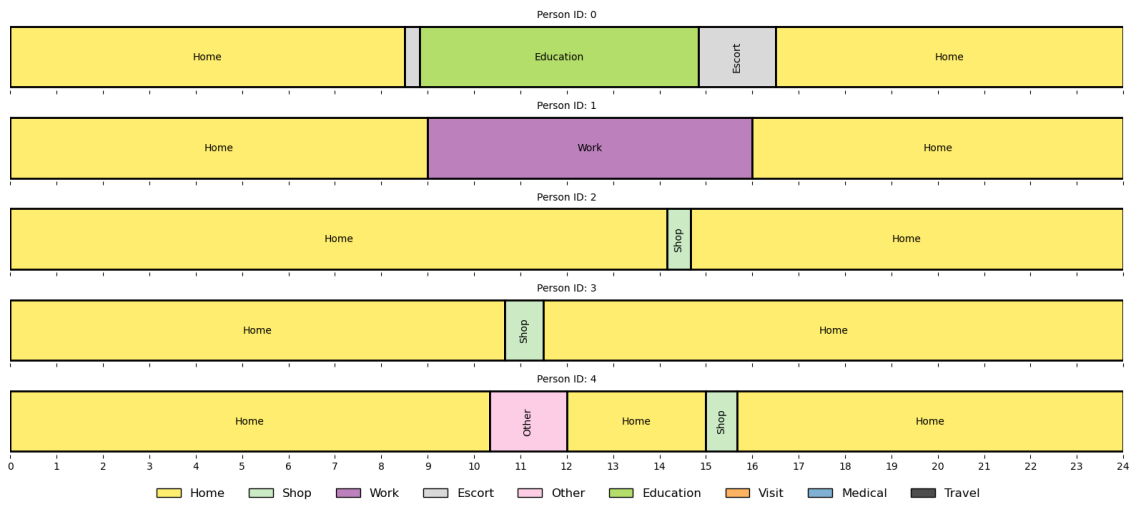 Person ID: 0
Home Education Escort Home
Person ID: 1
Home Work Home
Person ID: 2
Home Shop Home
Person ID: 3
Home Shop Home
Person ID: 4
Home Other Home Shop Home
0 1 2 3 4 5 6 7 8 9 10 11 12 13 14 15 16 17 18 19 20 21 22 23 24
Home Shop Work Escort Other Education Visit Medical Travel